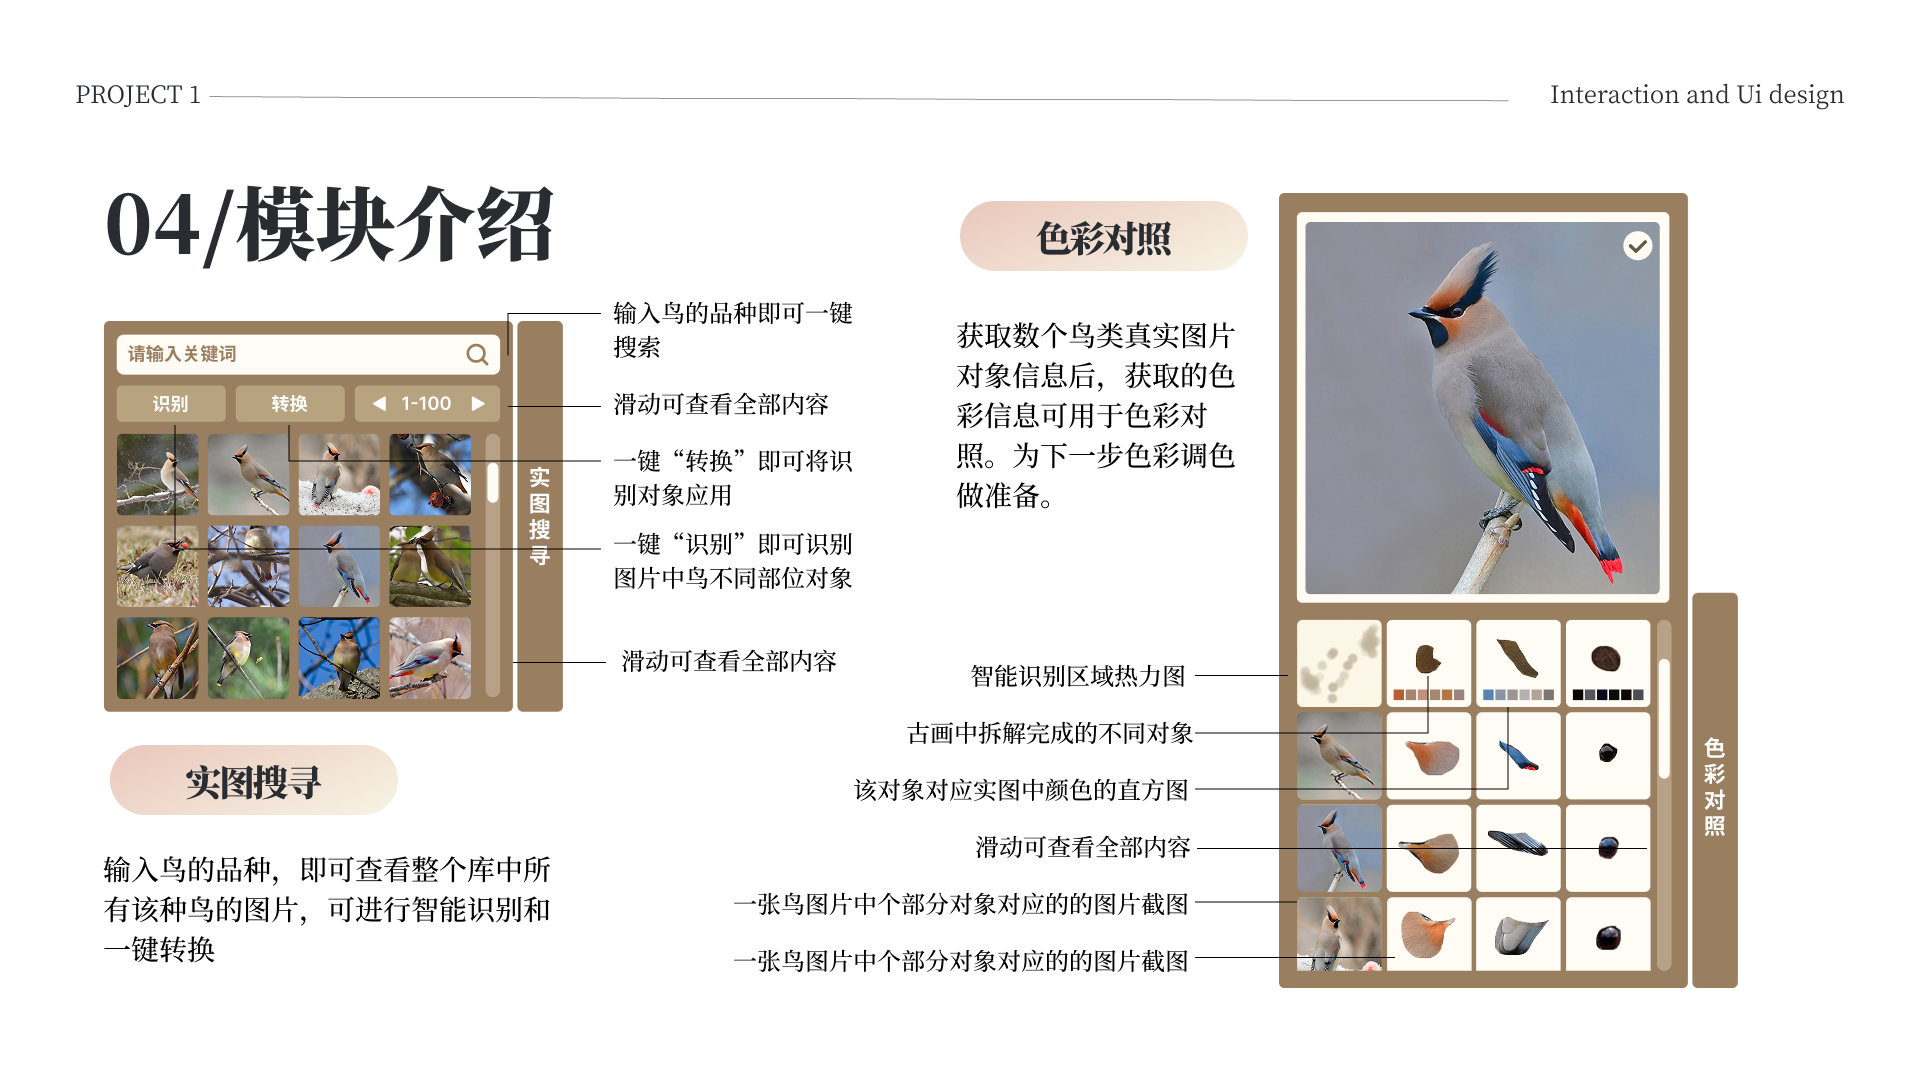 PROJECT 1
Interaction and Ui design
04/模块介绍
请输入关键词
识别
转换
1-100
实图搜寻
输入鸟的品种即可一键
搜索
滑动可查看全部内容
一键“转换”即可将识
别对象应用
一键“识别”即可识别
图片中鸟不同部位对象
滑动可查看全部内容
实图搜寻
输入鸟的品种，即可查看整个库中所
有该种鸟的图片，可进行智能识别和
一键转换
色彩对照
获取数个鸟类真实图片
对象信息后，获取的色
彩信息可用于色彩对
照。为下一步色彩调色
做准备。
智能识别区域热力图
古画中拆解完成的不同对象
该对象对应实图中颜色的直方图
滑动可查看全部内容
一张鸟图片中个部分对象对应的的图片截图
一张鸟图片中个部分对象对应的的图片截图
色彩对照